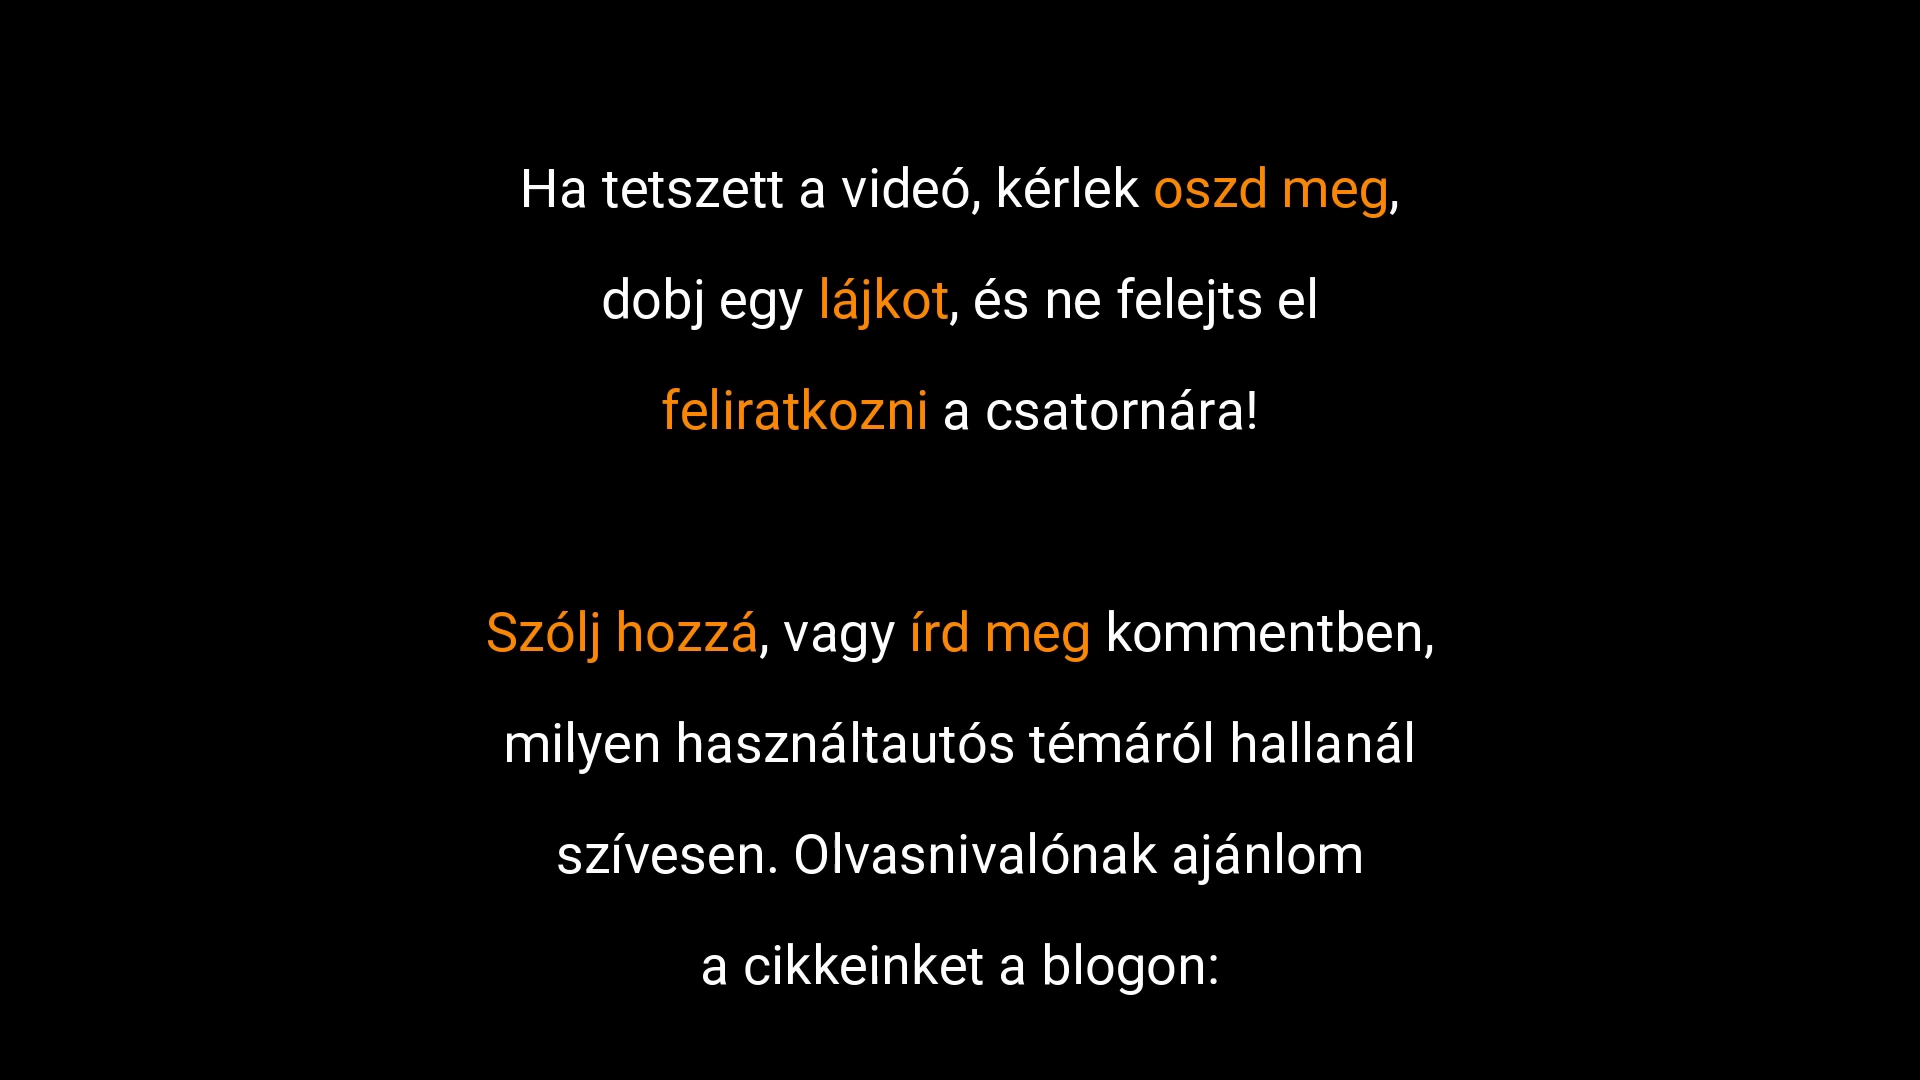 Ha tetszett a videó, kérlek oszd meg,
dobj egy lájkot, és ne felejts el
feliratkozni a csatornára!
Szólj hozzá, vagy írd meg kommentben,
milyen használtautós témáról hallanál
szívesen. Olvasnivalónak ajánlom
a cikkeinket a blogon: